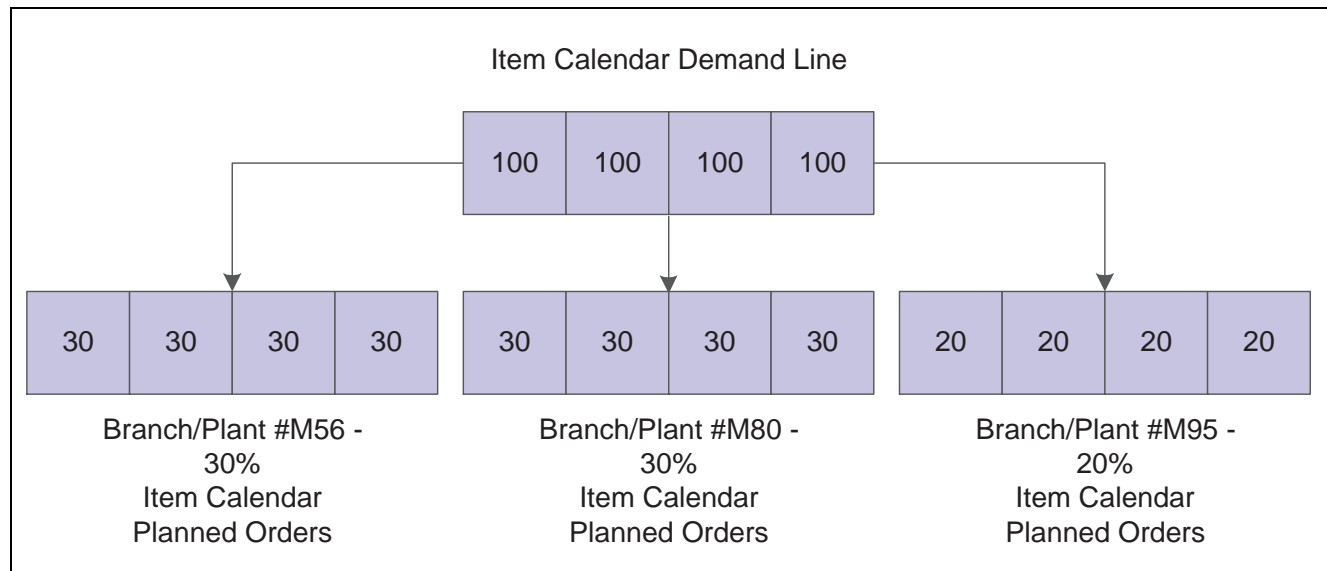 Item Calendar Demand Line
100 100 100 100
30 30 30 30
30 30 30 30
20 20 20 20
Branch/Plant #M56 -
30%
Item Calendar
Planned Orders
Branch/Plant #M80 -
30%
Item Calendar
Planned Orders
Branch/Plant #M95 -
20%
Item Calendar
Planned Orders